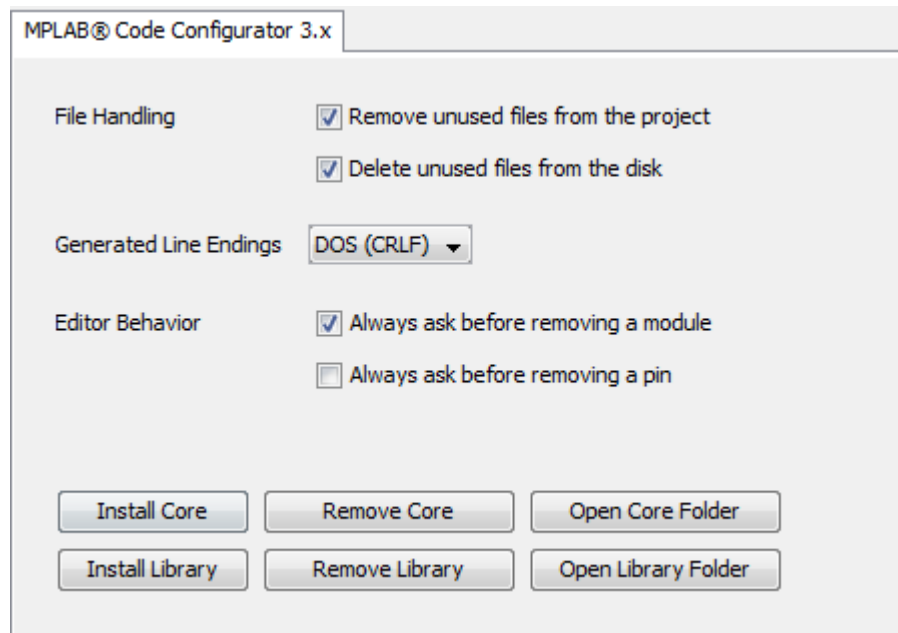 MPLAB® Code Configurator 3.x
File Handling Remove unused files from the project
Delete unused files from the disk
Generated Line Endings DOS (CRLF)
Editor Behavior Always ask before removing a module
Always ask before removing a pin
Install Core Remove Core Open Core Folder
Install Library Remove Library Open Library Folder